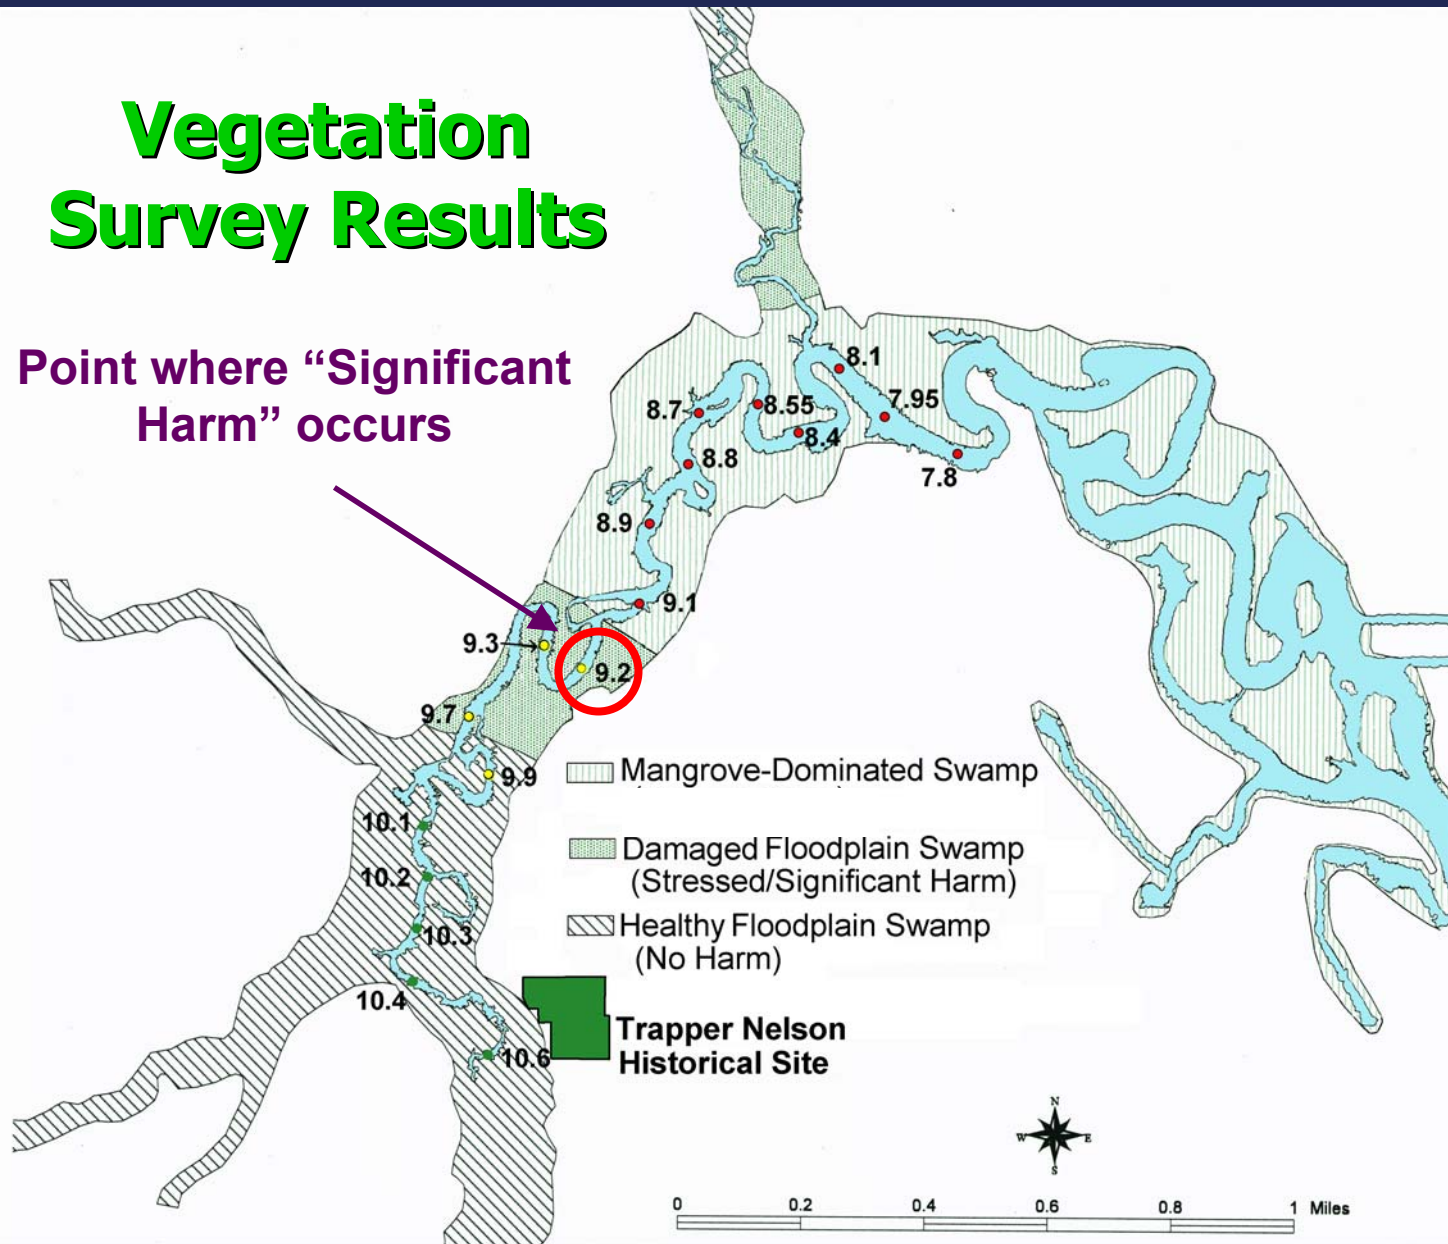 Vegetation
Survey Results
Point where “Significant
Harm” occurs
8.1
7.95
8.7
8.55
8.4
8.8
7.8
8.9
9.1
9.3
9.2
9.7
9.9
10.1
10.2
10.3
10.4
10.6
Mangrove-Dominated Swamp
Damaged Floodplain Swamp
(Stressed/Significant Harm)
Healthy Floodplain Swamp
(No Harm)
Trapper Nelson
Historical Site
N
W E
S
0 0.2 0.4 0.6 0.8 1 Miles